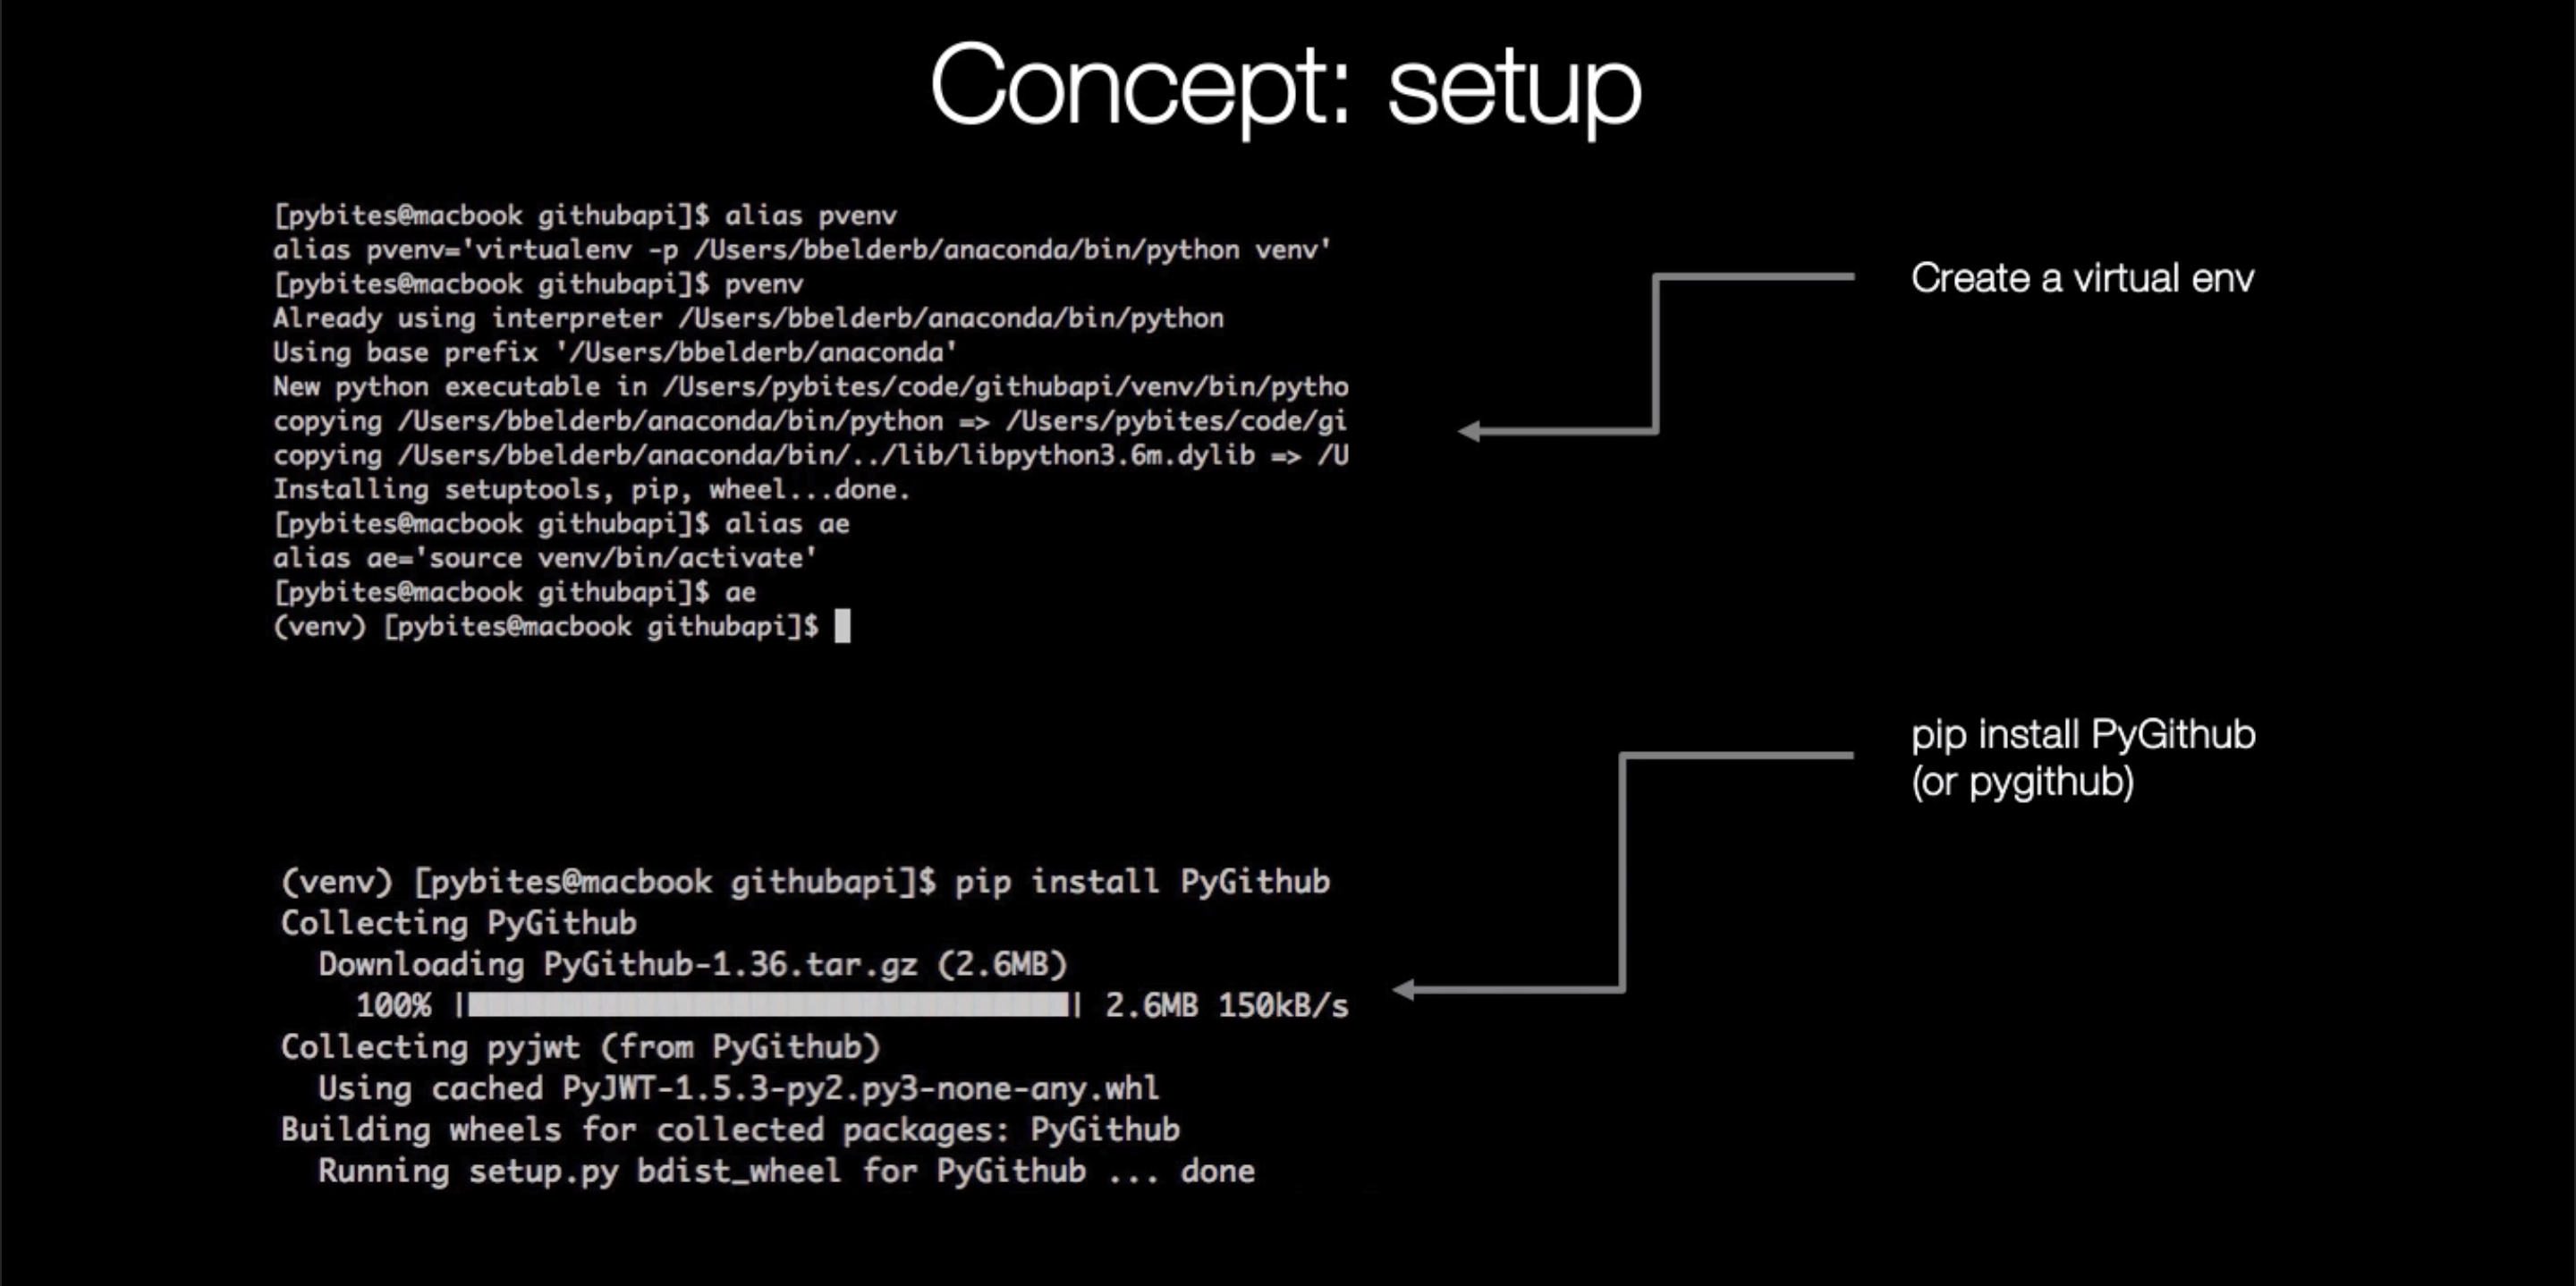 Concept: setup
[pybites@macbook githubapi]$ alias pvenv
alias pvenv='virtualenv -p /Users/bbelderb/anaconda/bin/python venv'
[pybites@macbook githubapi]$ pvenv
Already using interpreter /Users/bbelderb/anaconda/bin/python
Using base prefix '/Users/bbelderb/anaconda'
New python executable in /Users/pybites/code/githubapi/venv/bin/pytho
copying /Users/bbelderb/anaconda/bin/python => /Users/pybites/code/gi
copying /Users/bbelderb/anaconda/bin/../lib/libpython3.6m.dylib => /U
Installing setuptools, pip, wheel...done.
[pybites@macbook githubapi]$ alias ae
alias ae='source venv/bin/activate'
[pybites@macbook githubapi]$ ae
(venv) [pybites@macbook githubapi]$
Create a virtual env
pip install PyGithub
(or pygithub)
(venv) [pybites@macbook githubapi]$ pip install PyGithub
Collecting PyGithub
  Downloading PyGithub-1.36.tar.gz (2.6MB)
    100% |████████████████████████████████| 2.6MB 150kB/s
Collecting pyjwt (from PyGithub)
  Using cached PyJWT-1.5.3-py2.py3-none-any.whl
Building wheels for collected packages: PyGithub
  Running setup.py bdist_wheel for PyGithub ... done